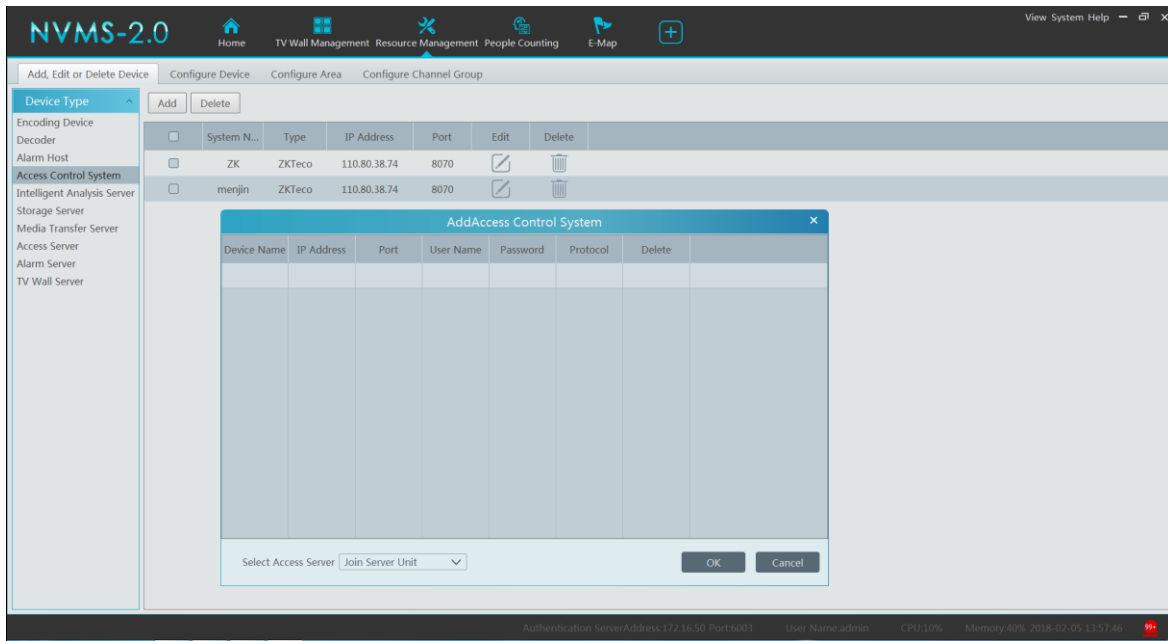 NVMS-2.0
Home TV Wall Management Resource Management People Counting E-Map
View System Help
Add, Edit or Delete Device Configure Device Configure Area Configure Channel Group
Device Type
Add Delete
Encoding Device
Decoder
Alarm Host
Access Control System
Intelligent Analysis Server
Storage Server
Media Transfer Server
Access Server
Alarm Server
TV Wall Server
System N... Type IP Address Port Edit Delete
ZK ZKTeco 110.80.38.74 8070
menjin ZKTeco 110.80.38.74 8070
AddAccess Control System
Device Name IP Address Port User Name Password Protocol Delete
Select Access Server Join Server Unit OK Cancel
Authentication ServerAddress:172.16.50 Port:6003 User Name:admin CPU:10% Memory:40% 2018-02-05 13:57:46 99+